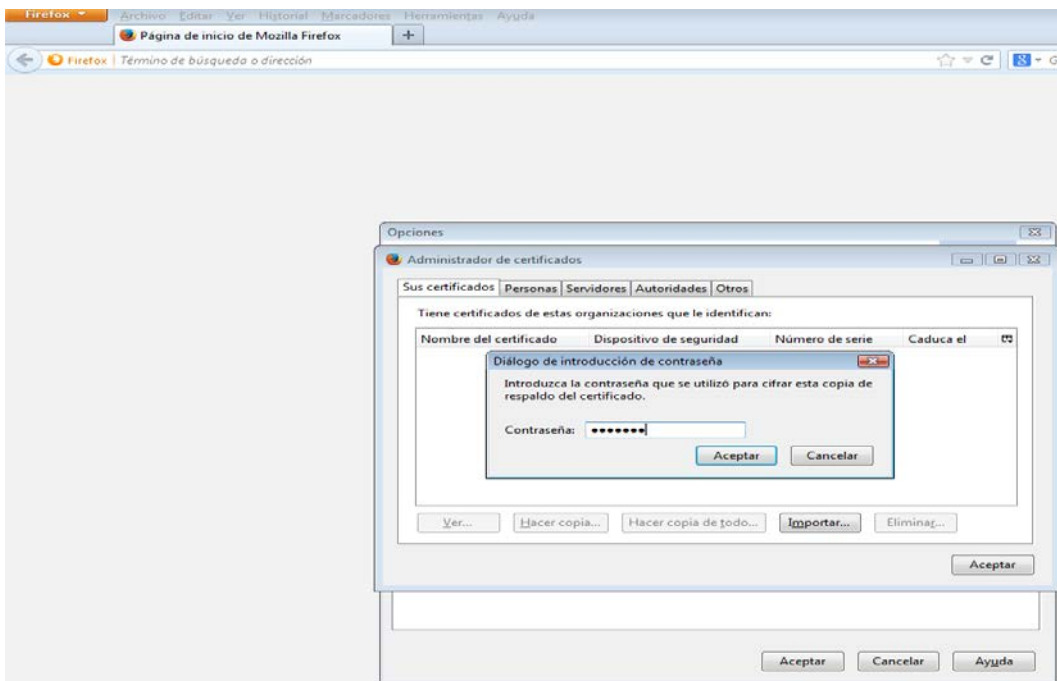 Firefox
Archivo Editar Ver Historial Marcadores Herramientas Ayuda
Página de inicio de Mozilla Firefox
+
Firefox Término de búsqueda o dirección
8 G
Opciones
Administrador de certificados
Sus certificados Personas Servidores Autoridades Otros
Tiene certificados de estas organizaciones que le identifican:
Nombre del certificado Dispositivo de seguridad Número de serie Caduca el
Diálogo de introducción de contraseña
Introduzca la contraseña que se utilizó para cifrar esta copia de
respaldo del certificado.
Contraseña: •••••••
Aceptar Cancelar
Ver... Hacer copia... Hacer copia de todo... Importar... Eliminar...
Aceptar
Aceptar Cancelar Ayuda